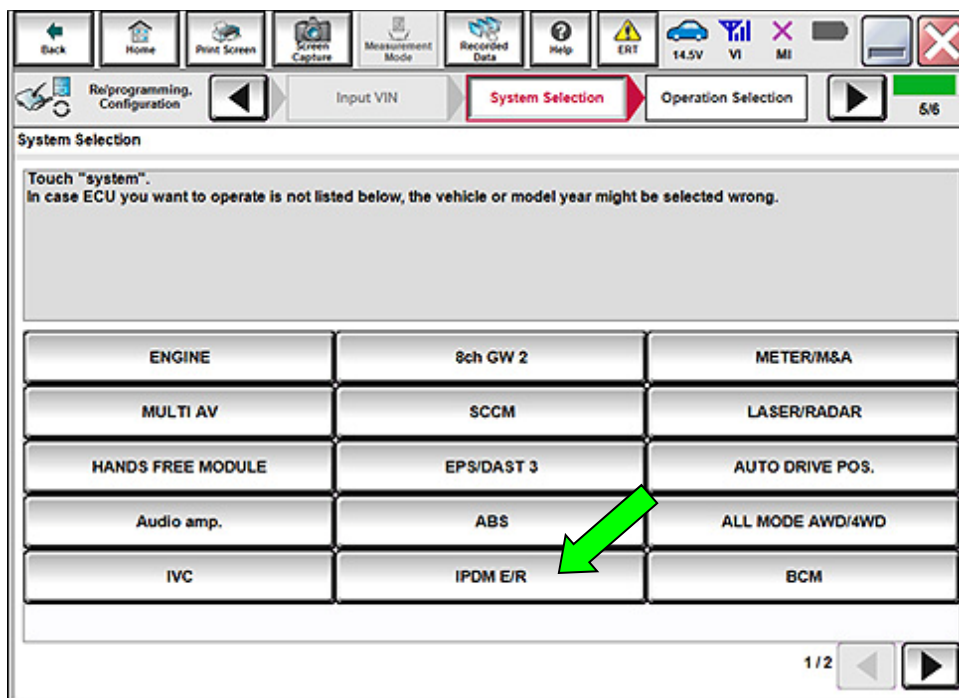 Back
Home
Print Screen
Screen Capture
Measurement Mode
Recorded Data
Help
ERT
14.5V
VI
MI
Re/programming, Configuration
Input VIN
System Selection
Operation Selection
5/6
System Selection
Touch "system".
In case ECU you want to operate is not listed below, the vehicle or model year might be selected wrong.
ENGINE
8ch GW 2
METER/M&A
MULTI AV
SCCM
LASER/RADAR
HANDS FREE MODULE
EPS/DAST 3
AUTO DRIVE POS.
Audio amp.
ABS
ALL MODE AWD/4WD
IVC
IPDM E/R
BCM
1/2